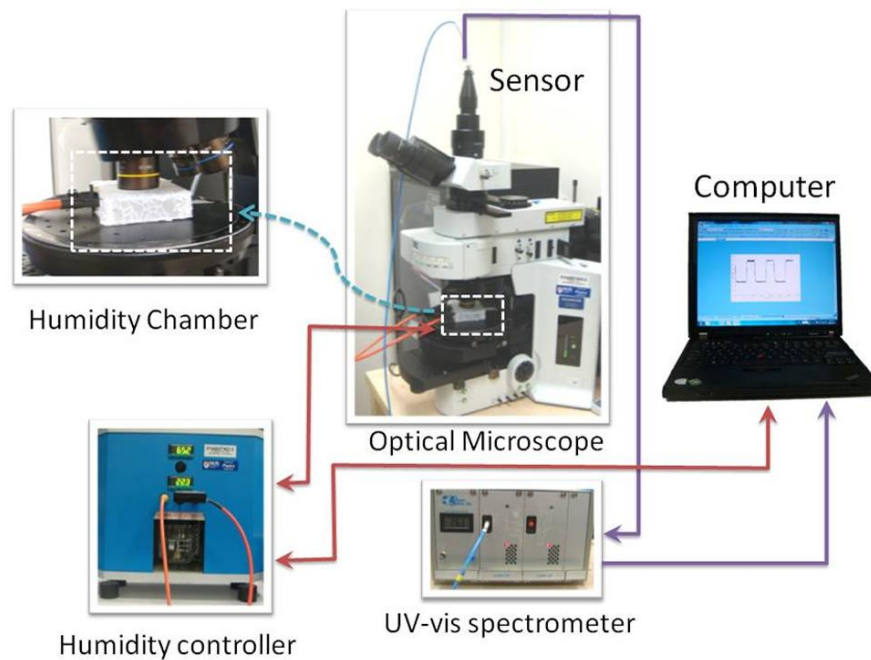 Sensor
Computer
Humidity Chamber
Optical Microscope
Humidity controller
UV-vis spectrometer